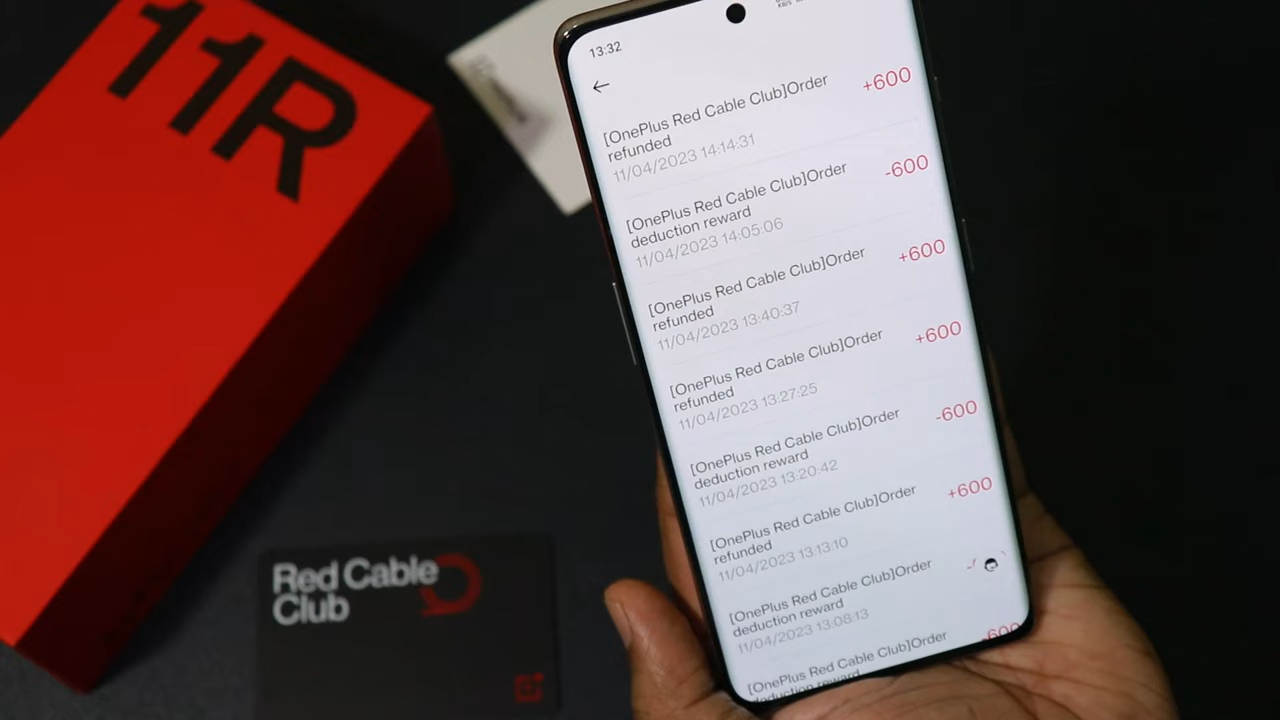 11R
13:32
[OnePlus Red Cable Club]Order
refunded
+600
11/04/2023 14:14:31
[OnePlus Red Cable Club]Order
deduction reward
-600
11/04/2023 14:05:06
[OnePlus Red Cable Club]Order
refunded
+600
11/04/2023 13:40:37
[OnePlus Red Cable Club]Order
refunded
+600
11/04/2023 13:27:25
[OnePlus Red Cable Club]Order
deduction reward
-600
11/04/2023 13:20:42
[OnePlus Red Cable Club]Order
refunded
+600
11/04/2023 13:13:10
[OnePlus Red Cable Club]Order
deduction reward
11/04/2023 13:08:13
[OnePlus Red Cable Club]Order
deduction reward
-600
Red Cable
Club